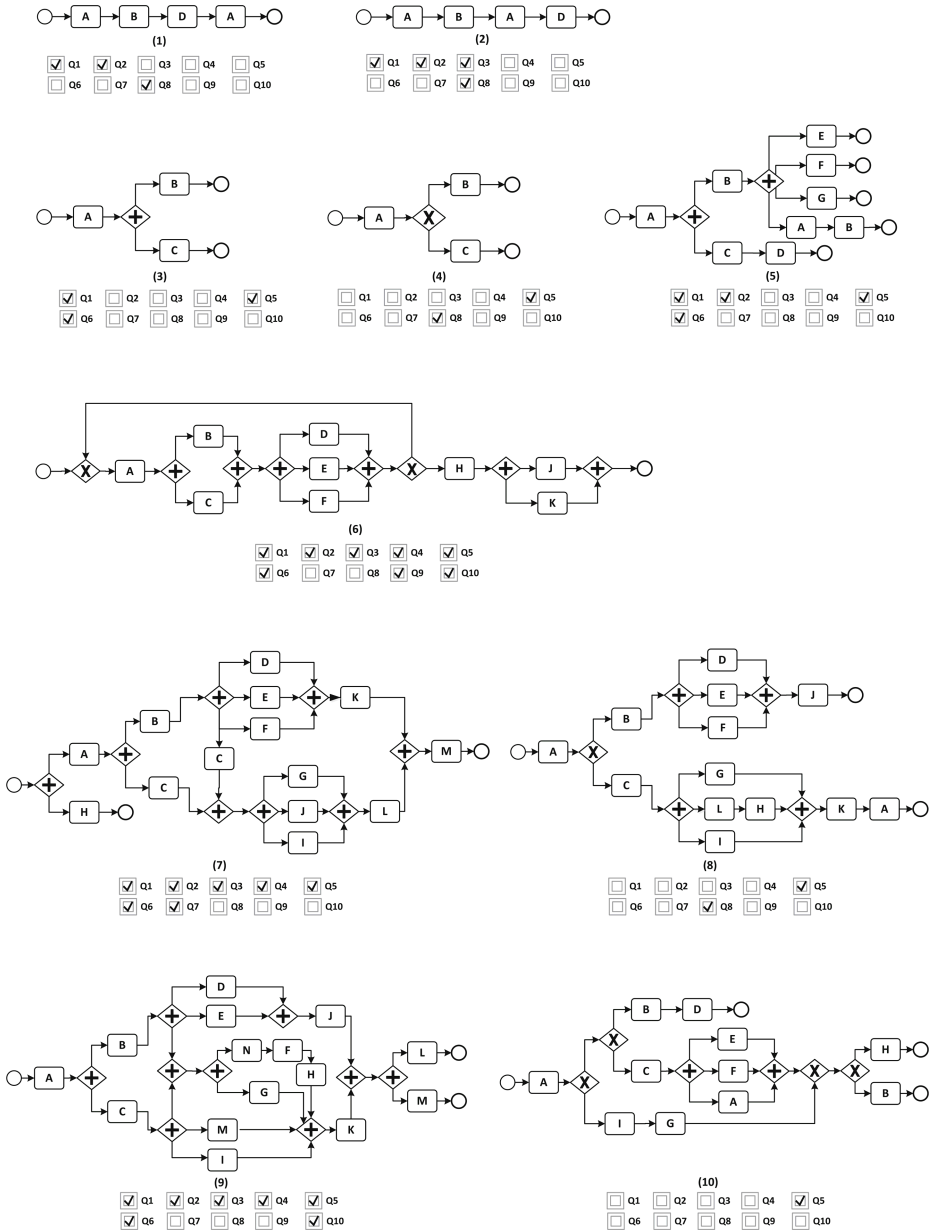 A B D A
(1)
Q1 Q2 Q3 Q4 Q5
Q6 Q7 Q8 Q9 Q10
A B A D
(2)
Q1 Q2 Q3 Q4 Q5
Q6 Q7 Q8 Q9 Q10
B
A
C
(3)
Q1 Q2 Q3 Q4 Q5
Q6 Q7 Q8 Q9 Q10
B
A X
C
(4)
Q1 Q2 Q3 Q4 Q5
Q6 Q7 Q8 Q9 Q10
E
F
B
G
A
A B
C D
(5)
Q1 Q2 Q3 Q4 Q5
Q6 Q7 Q8 Q9 Q10
D
B
X A E X H J
C F K
(6)
Q1 Q2 Q3 Q4 Q5
Q6 Q7 Q8 Q9 Q10
D
E K
B
F
A C M
C G
H J L
I
(7)
Q1 Q2 Q3 Q4 Q5
Q6 Q7 Q8 Q9 Q10
D
E J
B
F
A X
C G
L H K A
I
(8)
Q1 Q2 Q3 Q4 Q5
Q6 Q7 Q8 Q9 Q10
D
E J
B
N F L
A H
G M
C
M K
I
(9)
Q1 Q2 Q3 Q4 Q5
Q6 Q7 Q8 Q9 Q10
B D
X E
C F X X H
A X
A B
I G
(10)
Q1 Q2 Q3 Q4 Q5
Q6 Q7 Q8 Q9 Q10